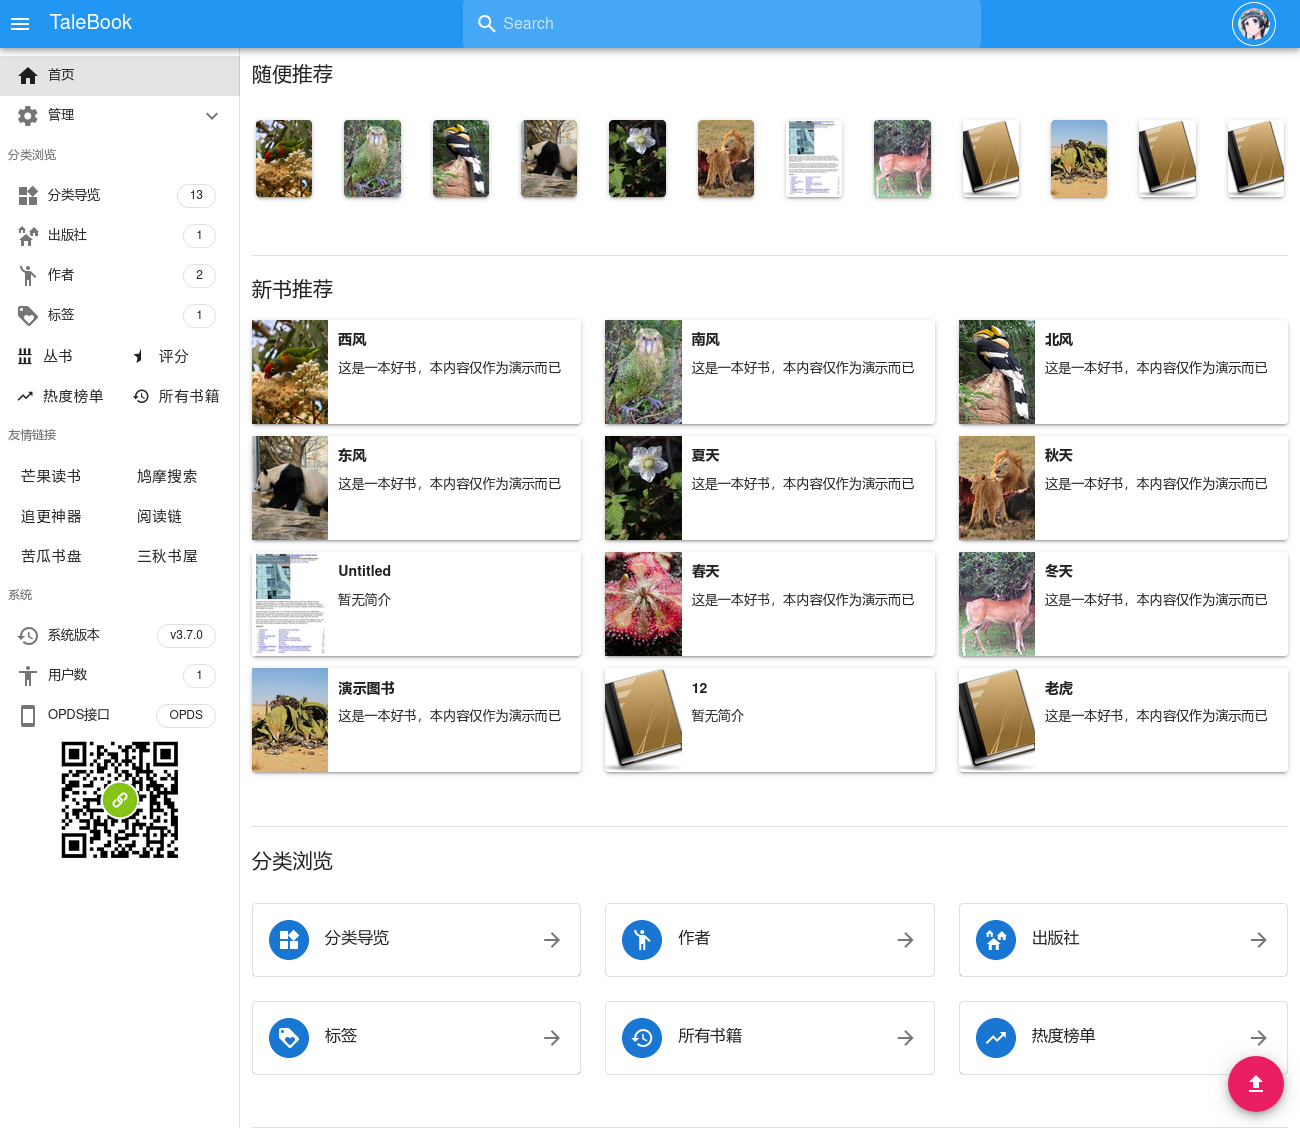 TaleBook
Search
首页
管理
分类浏览
分类导览 13
出版社 1
作者 2
标签 1
丛书 评分
热度榜单 所有书籍
友情链接
芒果读书 鸠摩搜索
追更神器 阅读链
苦瓜书盘 三秋书屋
系统
系统版本 v3.7.0
用户数 1
OPDS接口 OPDS
随便推荐
新书推荐
西风
这是一本好书，本内容仅作为演示而已
南风
这是一本好书，本内容仅作为演示而已
北风
这是一本好书，本内容仅作为演示而已
东风
这是一本好书，本内容仅作为演示而已
夏天
这是一本好书，本内容仅作为演示而已
秋天
这是一本好书，本内容仅作为演示而已
Untitled
暂无简介
春天
这是一本好书，本内容仅作为演示而已
冬天
这是一本好书，本内容仅作为演示而已
演示图书
这是一本好书，本内容仅作为演示而已
12
暂无简介
老虎
这是一本好书，本内容仅作为演示而已
分类浏览
分类导览
作者
出版社
标签
所有书籍
热度榜单